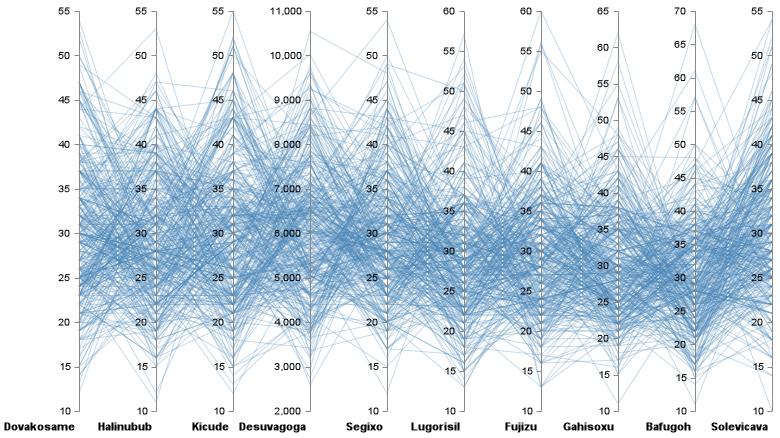 55 55 55 11,000 55 60 60 65 70 55
50 50 50 10,000 50 55 55 60 65 50
45 45 45 9,000 45 50 50 55 60 45
40 40 40 8,000 40 45 45 50 55 40
35 35 35 7,000 35 40 40 45 50 35
30 30 30 6,000 30 35 35 40 45 30
25 25 25 5,000 25 30 30 35 40 25
20 20 20 4,000 20 25 25 30 35 20
15 15 15 3,000 15 20 20 25 30 15
10 10 10 2,000 10 15 15 20 25 10
10 10 15 20
10 15
10
Dovakosame Halinubub Kicude Desuvagoga Segixo Lugorisil Fujizu Gahisoxu Bafugoh Solevicava